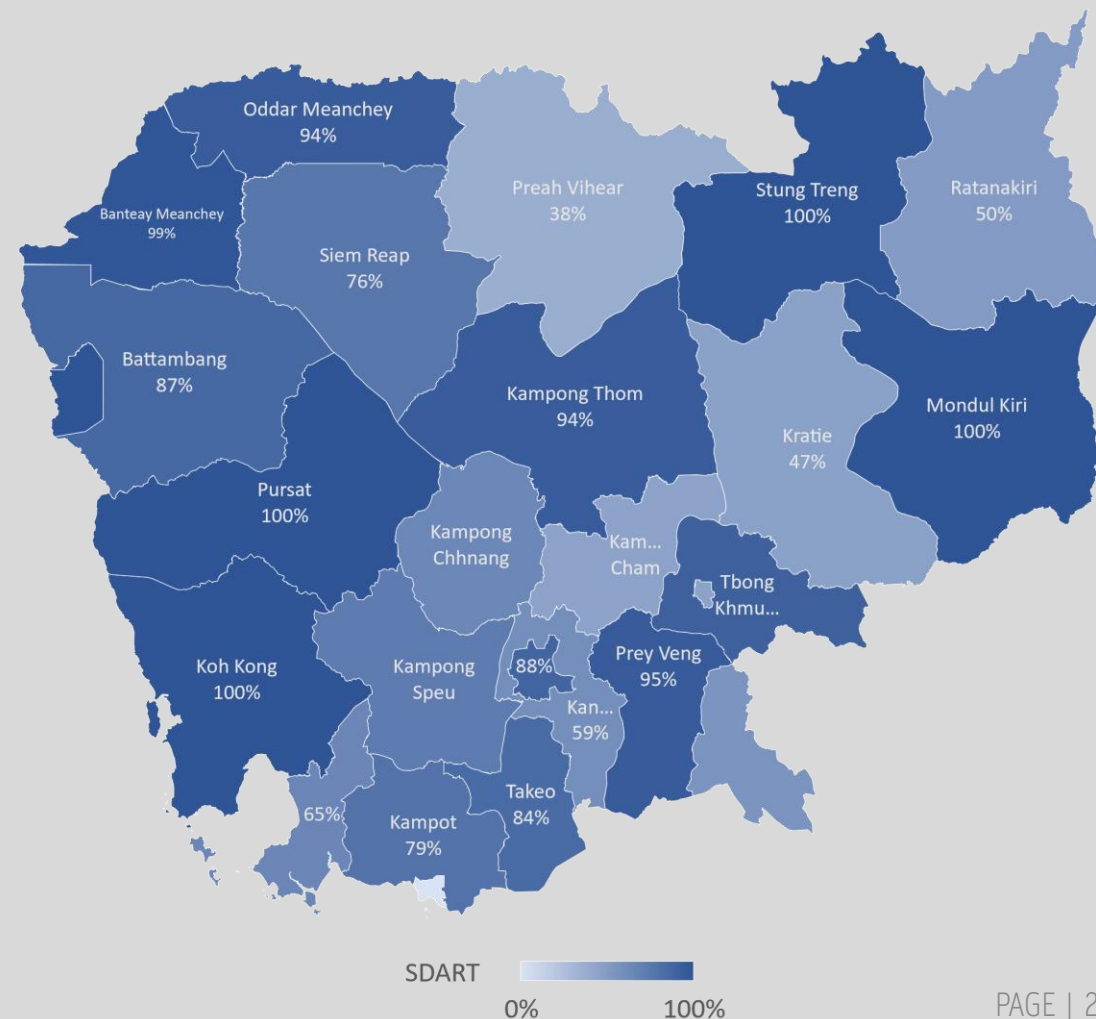 Oddar Meanchey
94%
Preah Vihear
38%
Stung Treng
100%
Ratanakiri
50%
Banteay Meanchey
99%
Siem Reap
76%
Battambang
87%
Kampong Thom
94%
Kratie
47%
Mondul Kiri
100%
Pursat
100%
Kampong
Chhnang
Kam...
Cham
Tbong
Khmu...
Koh Kong
100%
Kampong
Speu
88%
Prey Veng
95%
Kan...
59%
65%
Kampot
79%
Takeo
84%
SDART
0%
100%
PAGE | 2